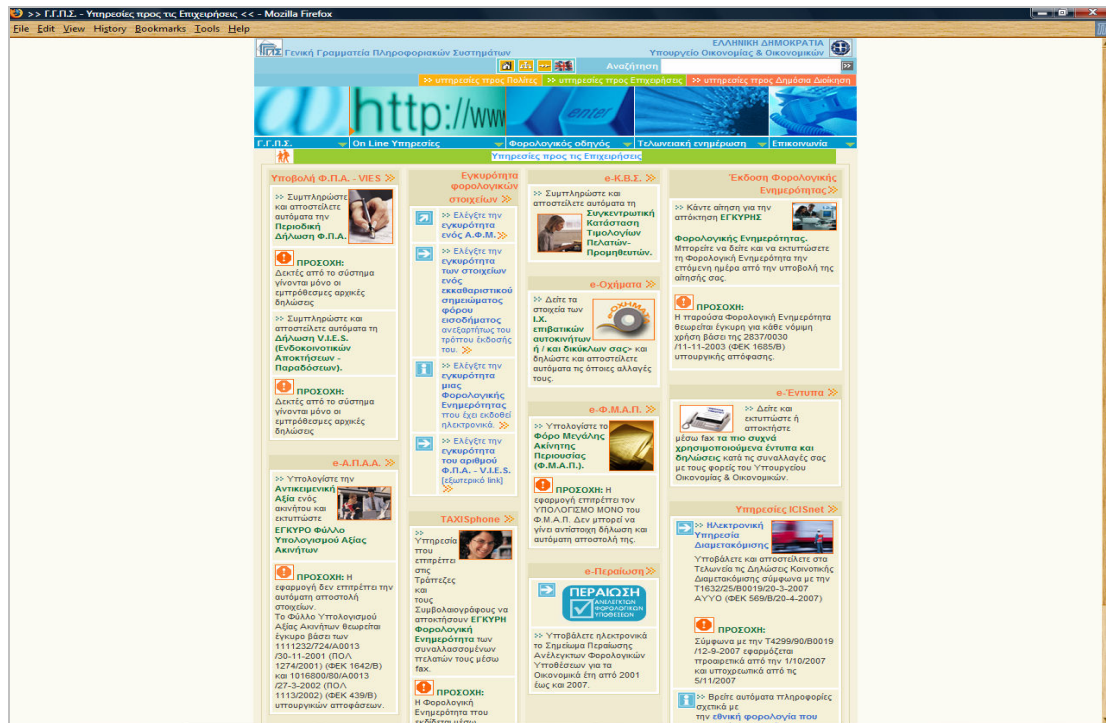 >> Γ.Γ.Π.Σ. - Υπηρεσίες προς τις Επιχειρήσεις << - Mozilla Firefox
File Edit View History Bookmarks Tools Help
Γενική Γραμματεία Πληροφοριακών Συστημάτων
ΕΛΛΗΝΙΚΗ ΔΗΜΟΚΡΑΤΙΑ
Υπουργείο Οικονομίας & Οικονομικών
Αναζήτηση
>> υπηρεσίες προς Πολίτες >> υπηρεσίες προς Επιχειρήσεις >> υπηρεσίες προς Δημόσια Διοίκηση
@ http://www enter
Γ.Γ.Π.Σ. On Line Υπηρεσίες Φορολογικός οδηγός Τελωνειακή ενημέρωση Επικοινωνία
Υπηρεσίες προς τις Επιχειρήσεις
Υποβολή Φ.Π.Α. - VIES >>
>> Συμπληρώστε
και αποστείλετε
αυτόματα την
Περιοδική
Δήλωση Φ.Π.Α.
ΠΡΟΣΟΧΗ:
Δεκτές από το σύστημα
γίνονται μόνο οι
εμπρόθεσμες αρχικές
δηλώσεις
>> Συμπληρώστε και
αποστείλετε αυτόματα τη
Δήλωση V.I.E.S.
(Ενδοκοινοτικών
Αποκτήσεων -
Παραδόσεων).
ΠΡΟΣΟΧΗ:
Δεκτές από το σύστημα
γίνονται μόνο οι
εμπρόθεσμες αρχικές
δηλώσεις
e-Α.Π.Α.Α. >>
>> Υπολογίστε την
Αντικειμενική
Αξία ενός
ακινήτου και
εκτυπώστε
ΕΓΚΥΡΟ Φύλλο
Υπολογισμού Αξίας
Ακινήτων
ΠΡΟΣΟΧΗ: Η
εφαρμογή δεν επιτρέπει την
αυτόματη αποστολή
στοιχείων.
Το Φύλλο Υπολογισμού
Αξίας Ακινήτων θεωρείται
έγκυρο βάσει των
1111232/724/Α0013
/30-11-2001 (ΠΟΛ
1274/2001) (ΦΕΚ 1642/Β)
και 1016800/80/Α0013
/27-3-2002 (ΠΟΛ
1113/2002) (ΦΕΚ 439/Β)
υπουργικών αποφάσεων.
Εγκυρότητα
φορολογικών
στοιχείων >>
>> Ελέγξτε την
εγκυρότητα
ενός Α.Φ.Μ. >>
>> Ελέγξτε την
εγκυρότητα
των στοιχείων
ενός
εκκαθαριστικού
σημειώματος
φόρου
εισοδήματος
ανεξαρτήτως του
τρόπου έκδοσής
του. >>
>> Ελέγξτε την
εγκυρότητα
μιας
Φορολογικής
Ενημερότητας
που έχει εκδοθεί
ηλεκτρονικά. >>
>> Ελέγξτε την
εγκυρότητα
του αριθμού
Φ.Π.Α. - V.I.E.S.
[εξωτερικό link]
>>
TAXISphone >>
>>
Υπηρεσία
που
επιτρέπει
στις
Τράπεζες
και
τους
Συμβολαιογράφους να
αποκτήσουν ΕΓΚΥΡΗ
Φορολογική
Ενημερότητα των
συναλλασσομένων
πελατών τους μέσω
fax.
ΠΡΟΣΟΧΗ:
Η Φορολογική
Ενημερότητα που
εκδίδεται μέσω
e-Κ.Β.Σ. >>
>> Συμπληρώστε και
αποστείλετε αυτόματα τη
Συγκεντρωτική
Κατάσταση
Τιμολογίων
Πελατών-
Προμηθευτών.
e-Οχήματα >>
>> Δείτε τα
στοιχεία των
Ι.Χ.
επιβατικών
αυτοκινήτων
ή / και δικύκλων σας> και
δηλώστε και αποστείλετε
αυτόματα τις όποιες αλλαγές
τους.
e-ΟΧΗΜΑΤΑ
e-Φ.Μ.Α.Π. >>
>> Υπολογίστε το
Φόρο Μεγάλης
Ακίνητης
Περιουσίας
(Φ.Μ.Α.Π.).
ΠΡΟΣΟΧΗ: Η
εφαρμογή επιτρέπει τον
ΥΠΟΛΟΓΙΣΜΟ ΜΟΝΟ του
Φ.Μ.Α.Π. Δεν μπορεί να
γίνει αντίστοιχη δήλωση και
αυτόματη αποστολή της.
e-Περαίωση >>
ΠΕΡΑΙΩΣΗ
ΑΝΕΛΕΓΚΤΩΝ
ΦΟΡΟΛΟΓΙΚΩΝ
ΥΠΟΘΕΣΕΩΝ
>> Υποβάλετε ηλεκτρονικά
το Σημείωμα Περαίωσης
Ανέλεγκτων Φορολογικών
Υποθέσεων για τα
Οικονομικά έτη από 2001
έως και 2007.
Έκδοση Φορολογικής
Ενημερότητας >>
>> Κάντε αίτηση για την
απόκτηση ΕΓΚΥΡΗΣ
Φορολογικής Ενημερότητας.
Μπορείτε να δείτε και να εκτυπώσετε
τη Φορολογική Ενημερότητα την
επόμενη ημέρα από την υποβολή της
αίτησής σας.
ΠΡΟΣΟΧΗ:
Η παρούσα Φορολογική Ενημερότητα
θεωρείται έγκυρη για κάθε νόμιμη
χρήση βάσει της 2837/0030
/11-11-2003 (ΦΕΚ 1685/Β)
υπουργικής απόφασης.
e-Έντυπα >>
>> Δείτε και
εκτυπώστε ή
αποκτήστε
μέσω fax τα πιο συχνά
χρησιμοποιούμενα έντυπα και
δηλώσεις κατά τις συναλλαγές σας
με τους φορείς του Υπουργείου
Οικονομίας & Οικονομικών.
Υπηρεσίες ICISnet >>
>> Ηλεκτρονική
Υπηρεσία
Διαμετακόμισης
Υποβάλετε και αποστείλετε στα
Τελωνεία τις Δηλώσεις Κοινοτικής
Διαμετακόμισης σύμφωνα με την
Τ1632/25/Β0019/20-3-2007
ΑΥΥΟ (ΦΕΚ 569/Β/20-4-2007)
ΠΡΟΣΟΧΗ:
Σύμφωνα με την Τ4299/90/Β0019
/12-9-2007 εφαρμόζεται
προαιρετικά από την 1/10/2007
και υποχρεωτικά από τις
5/11/2007
>> Βρείτε αυτόματα πληροφορίες
σχετικά με
την εθνική φορολογία που